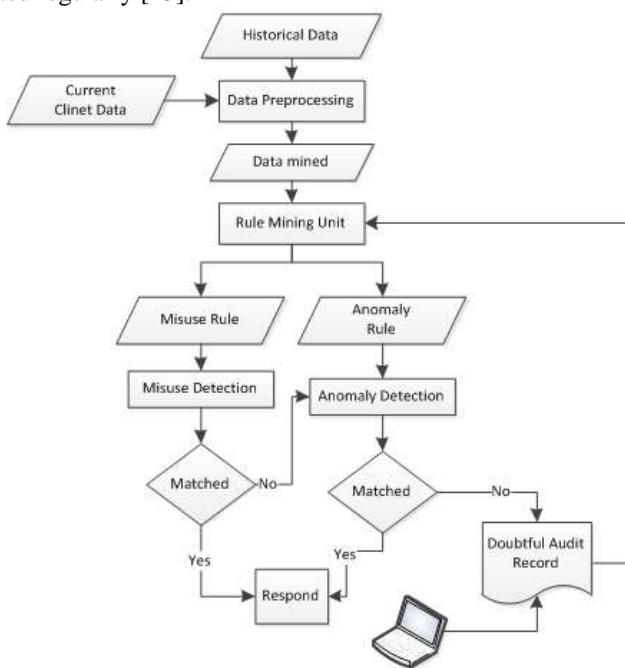 Historical Data
Current
Clinet Data
Data Preprocessing
Data mined
Rule Mining Unit
Misuse Rule
Anomaly
Rule
Misuse Detection
Anomaly Detection
Matched
No
Matched
No
Yes
Yes
Doubtful Audit
Record
Respond